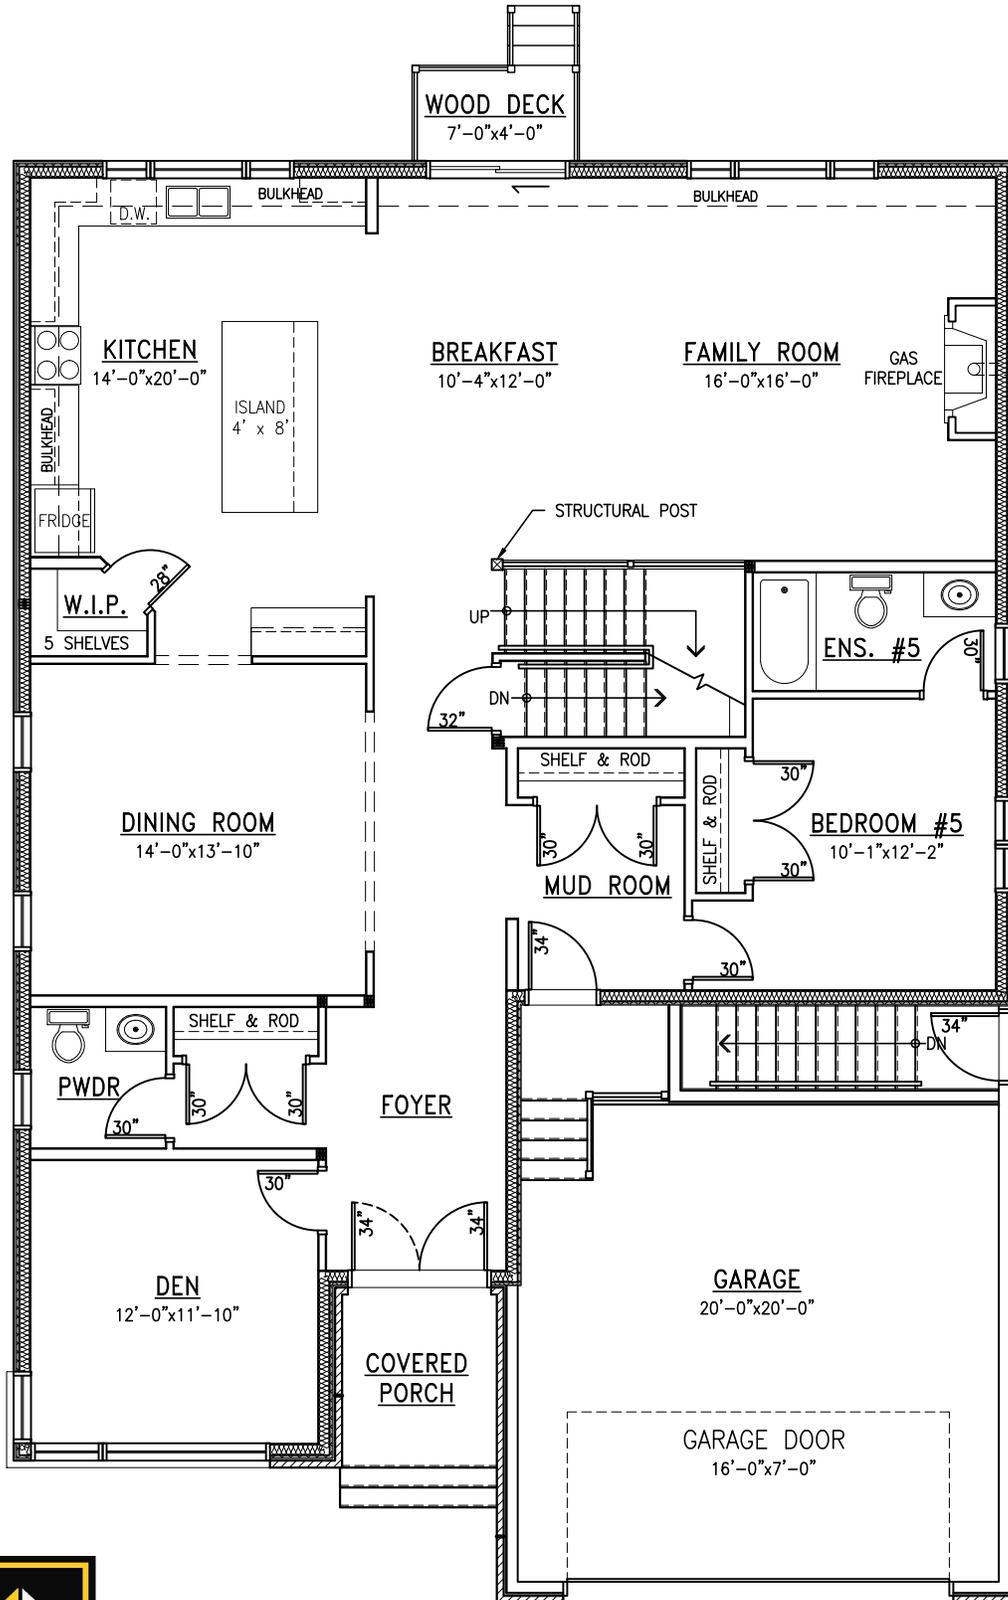 WOOD DECK
7'-0"x4'-0"
BULKHEAD
BULKHEAD
D.W.
KITCHEN
14'-0"x20'-0"
BREAKFAST
10'-4"x12'-0"
FAMILY ROOM
16'-0"x16'-0"
GAS
FIREPLACE
ISLAND
4' x 8'
BULKHEAD
FRIDGE
STRUCTURAL POST
28"
W.I.P.
5 SHELVES
UP
ENS. #5
30"
DN
32"
SHELF & ROD
SHELF & ROD
30"
30"
DINING ROOM
14'-0"x13'-10"
BEDROOM #5
10'-1"x12'-2"
30"
30"
MUD ROOM
34"
30"
SHELF & ROD
34"
DN
PWDR
30"
30"
30"
FOYER
30"
34"
34"
DEN
12'-0"x11'-10"
GARAGE
20'-0"x20'-0"
COVERED
PORCH
GARAGE DOOR
16'-0"x7'-0"